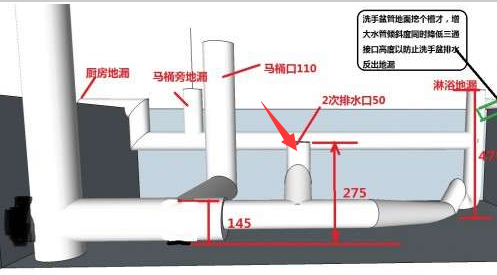 洗手盆管地面挖个槽才，增
大水管倾斜度同时降低三通
接口高度以防止洗手盆排水
反出地漏
厨房地漏
马桶旁地漏
马桶口110
淋浴地漏
2次排水口50
47
275
145